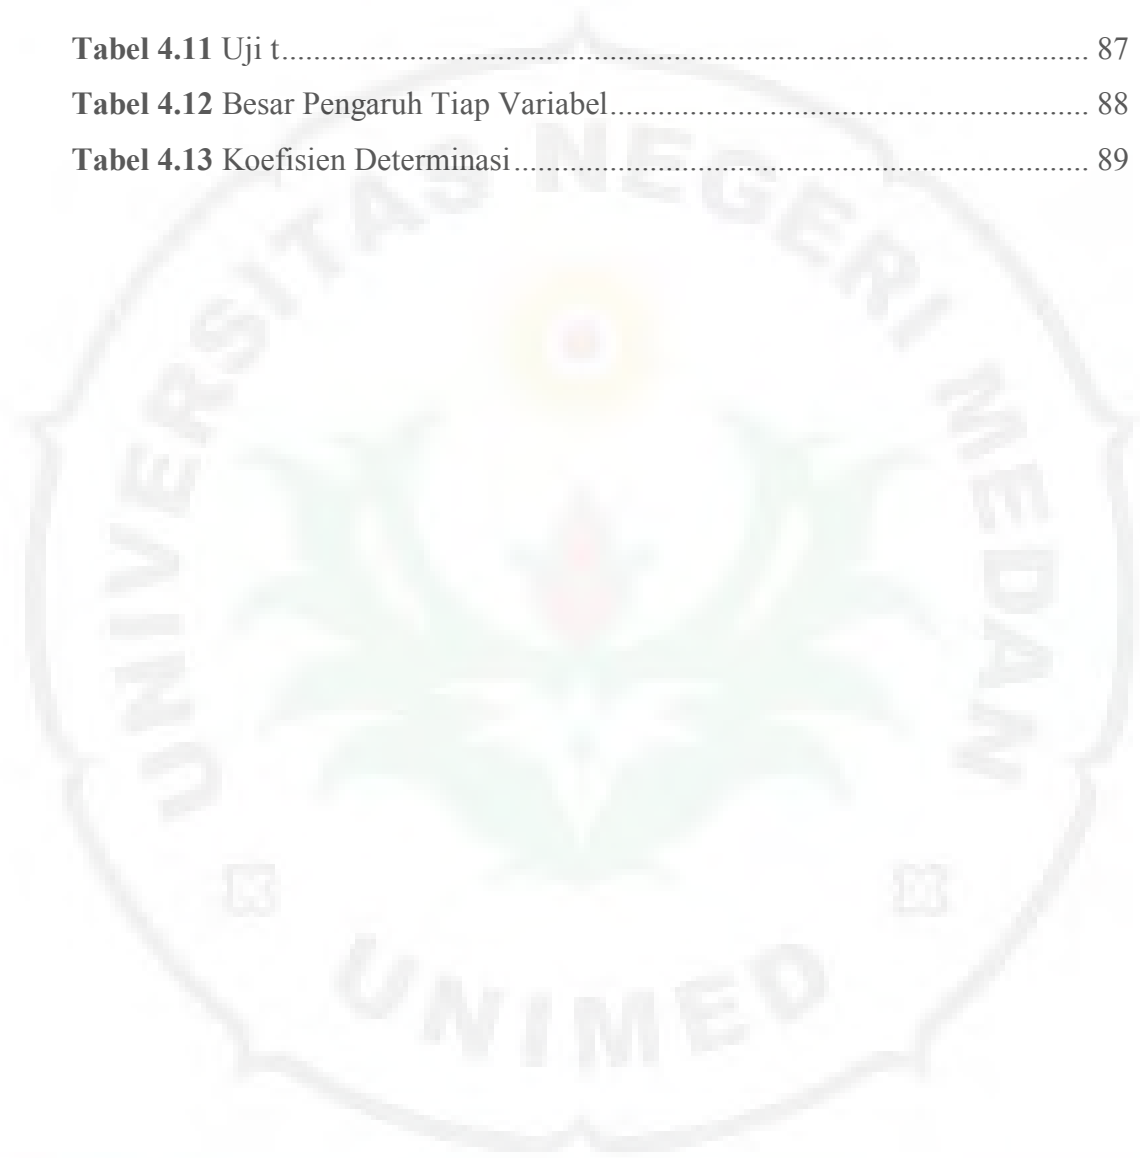 Tabel 4.11 Uji t.......................................................................................................... 87
Tabel 4.12 Besar Pengaruh Tiap Variabel............................................................... 88
Tabel 4.13 Koefisien Determinasi........................................................................... 89
UNIVERSITAS NEGERI MEDAN
UNIMED